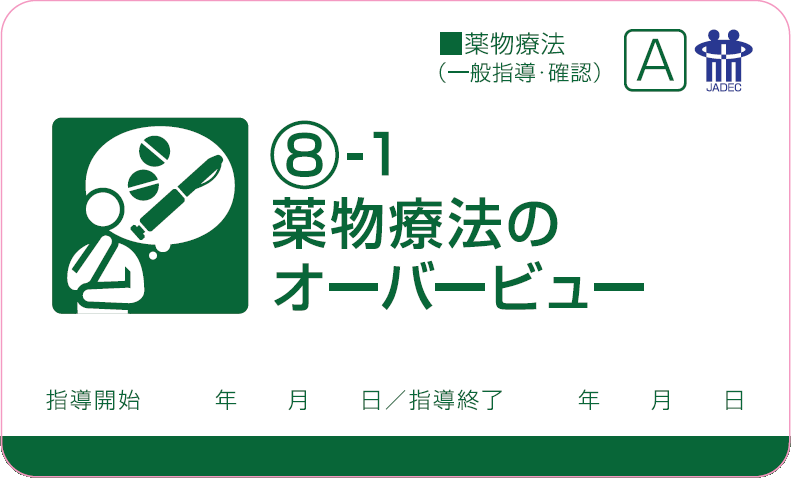 ■薬物療法
（一般指導・確認）
A
JADEC
⑧-1
薬物療法の
オーバービュー
指導開始　　　年　　月　　日／指導終了　　　年　　月　　日